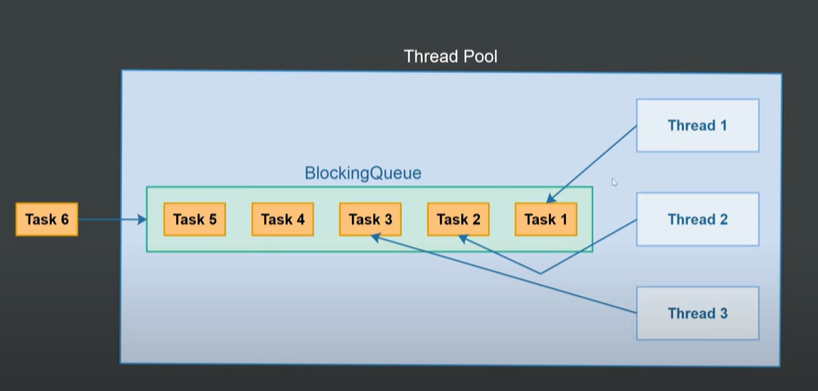 Thread Pool
Thread 1
BlockingQueue
Task 6
Task 5
Task 4
Task 3
Task 2
Task 1
Thread 2
Thread 3